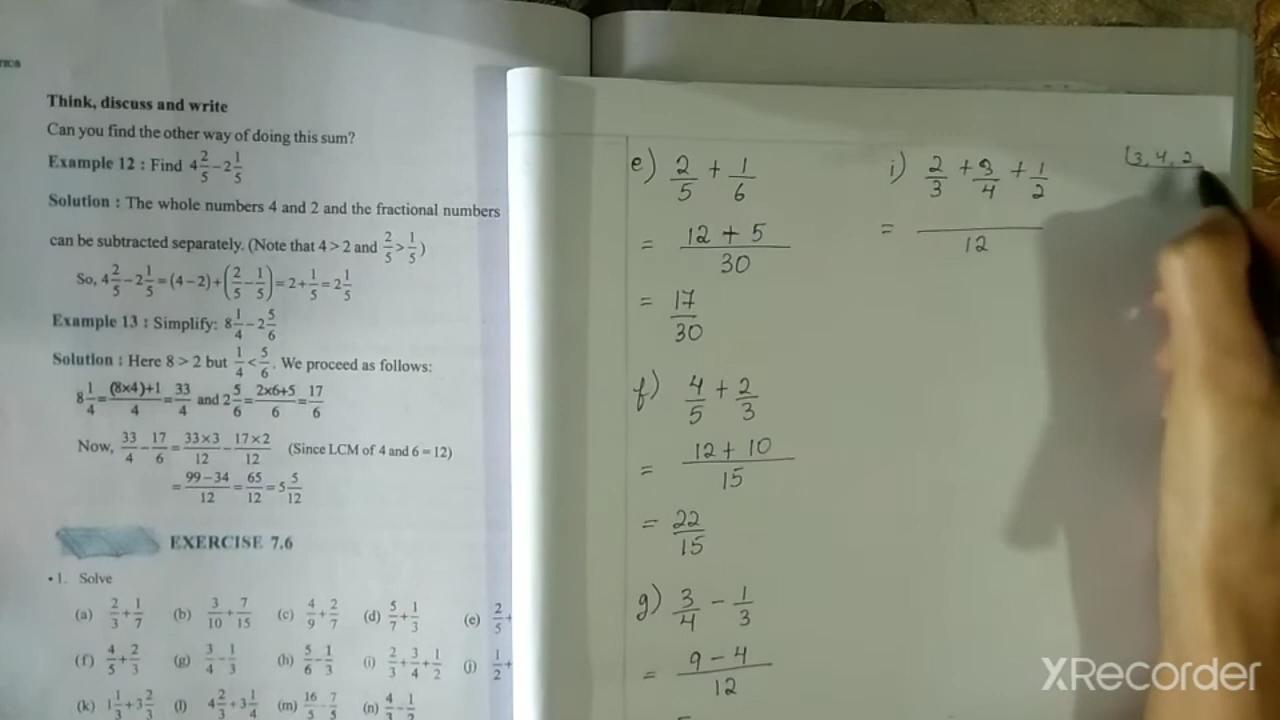 Think, discuss and write
Can you find the other way of doing this sum?
Example 12 : Find 4 2/5 − 2 1/5
Solution : The whole numbers 4 and 2 and the fractional numbers
can be subtracted separately. (Note that 4 > 2 and 2/5 > 1/5)
So, 4 2/5 − 2 1/5 = (4 − 2) + (2/5 − 1/5) = 2 + 1/5 = 2 1/5
Example 13 : Simplify: 8 1/4 − 2 5/6
Solution : Here 8 > 2 but 1/4 < 5/6. We proceed as follows:
8 1/4 = (8×4)+1/4 = 33/4 and 2 5/6 = 2×6+5/6 = 17/6
Now, 33/4 − 17/6 = 33×3/12 − 17×2/12 (Since LCM of 4 and 6 = 12)
= 99−34/12 = 65/12 = 5 5/12
EXERCISE 7.6
• 1. Solve
(a) 2/3 + 1/7 (b) 3/10 + 7/15 (c) 4/9 + 2/7 (d) 5/7 + 1/3 (e) 2/5 +
(f) 4/5 + 2/3 (g) 3/4 − 1/3 (h) 5/6 − 1/3 (i) 2/3 + 3/4 + 1/2 (j) 1/2 +
(k) 1 1/3 + 3 2/3 (l) 4 2/3 + 3 1/4 (m) 16/5 − 7/5 (n) 4/3 − 1/2
e) 2/5 + 1/6
= 12 + 5/30
= 17/30
f) 4/5 + 2/3
= 12 + 10/15
= 22/15
g) 3/4 − 1/3
= 9 − 4/12
i) 2/3 + 3/4 + 1/2
= /12
3, 4, 2
XRecorder